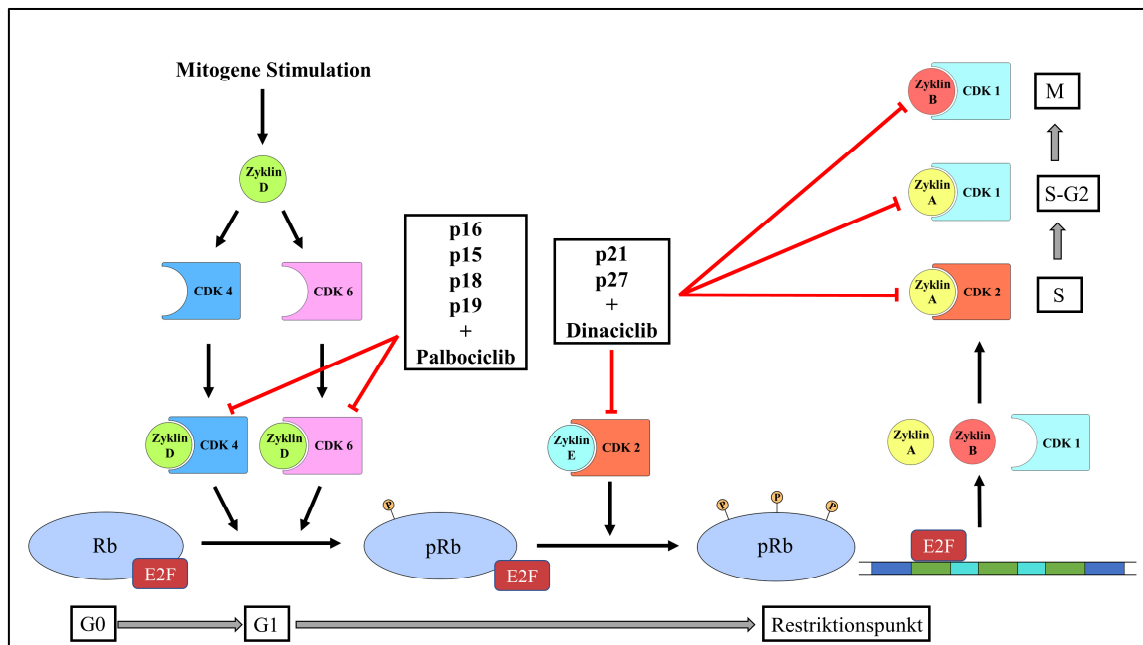 Mitogene Stimulation
Zyklin
D
CDK 4
CDK 6
p16
p15
p18
p19
+
Palbociclib
p21
p27
+
Dinaciclib
Zyklin
B
CDK 1
M
Zyklin
A
CDK 1
S-G2
Zyklin
A
CDK 2
S
Zyklin
D
CDK 4
Zyklin
D
CDK 6
Zyklin
E
CDK 2
Zyklin
A
Zyklin
B
CDK 1
Rb
E2F
P
pRb
E2F
P
P
P
pRb
E2F
G0
G1
Restriktionspunkt